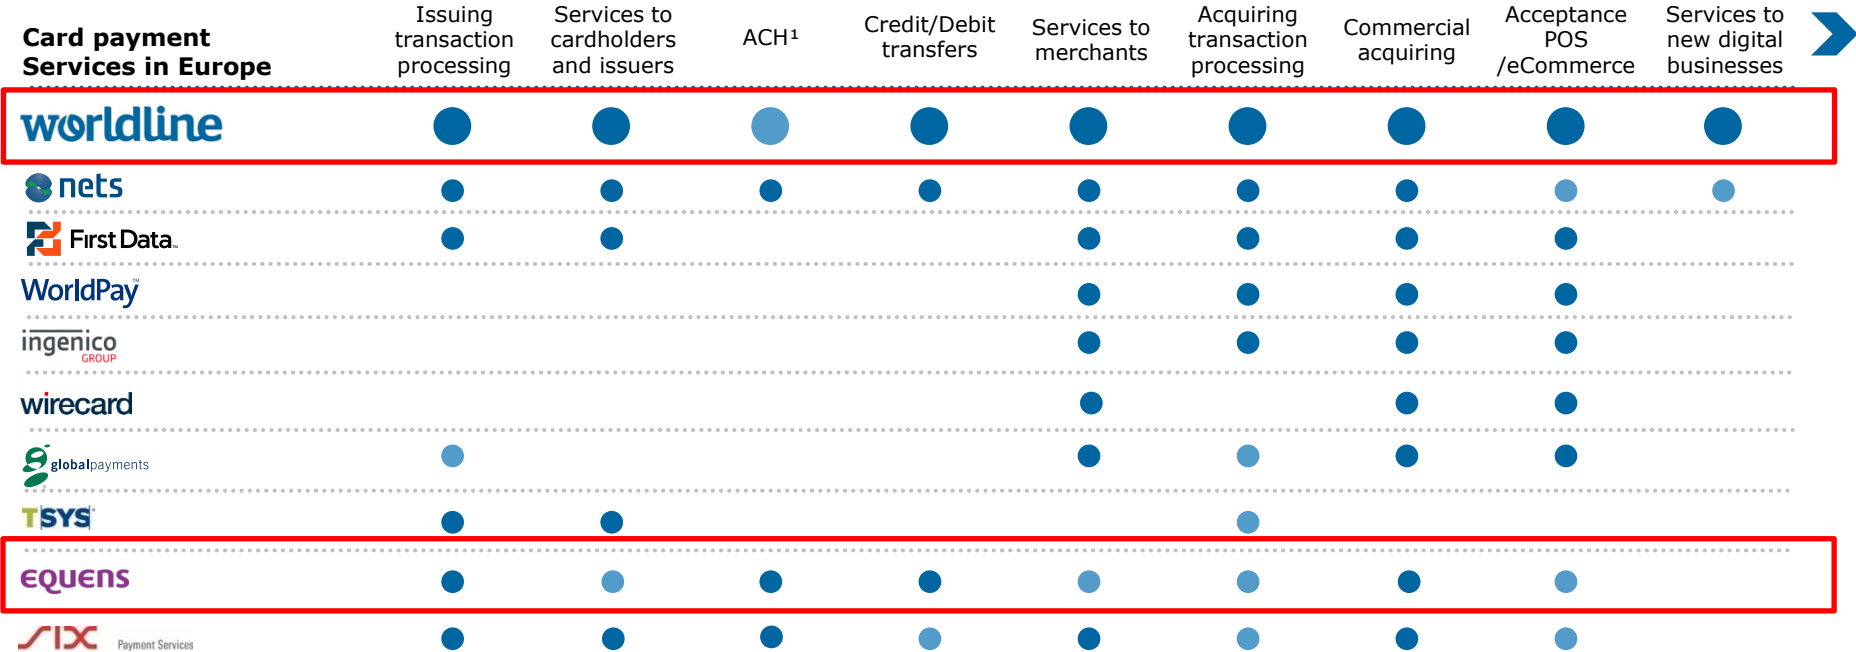 Card payment
Services in Europe
Issuing
transaction
processing
Services to
cardholders
and issuers
ACH¹
Credit/Debit
transfers
Services to
merchants
Acquiring
transaction
processing
Commercial
acquiring
Acceptance
POS
/eCommerce
Services to
new digital
businesses
worldline
nets
First Data™
WorldPay™
ingenico
GROUP
wirecard
globalpayments
TSYS
eQuens
SIX Payment Services